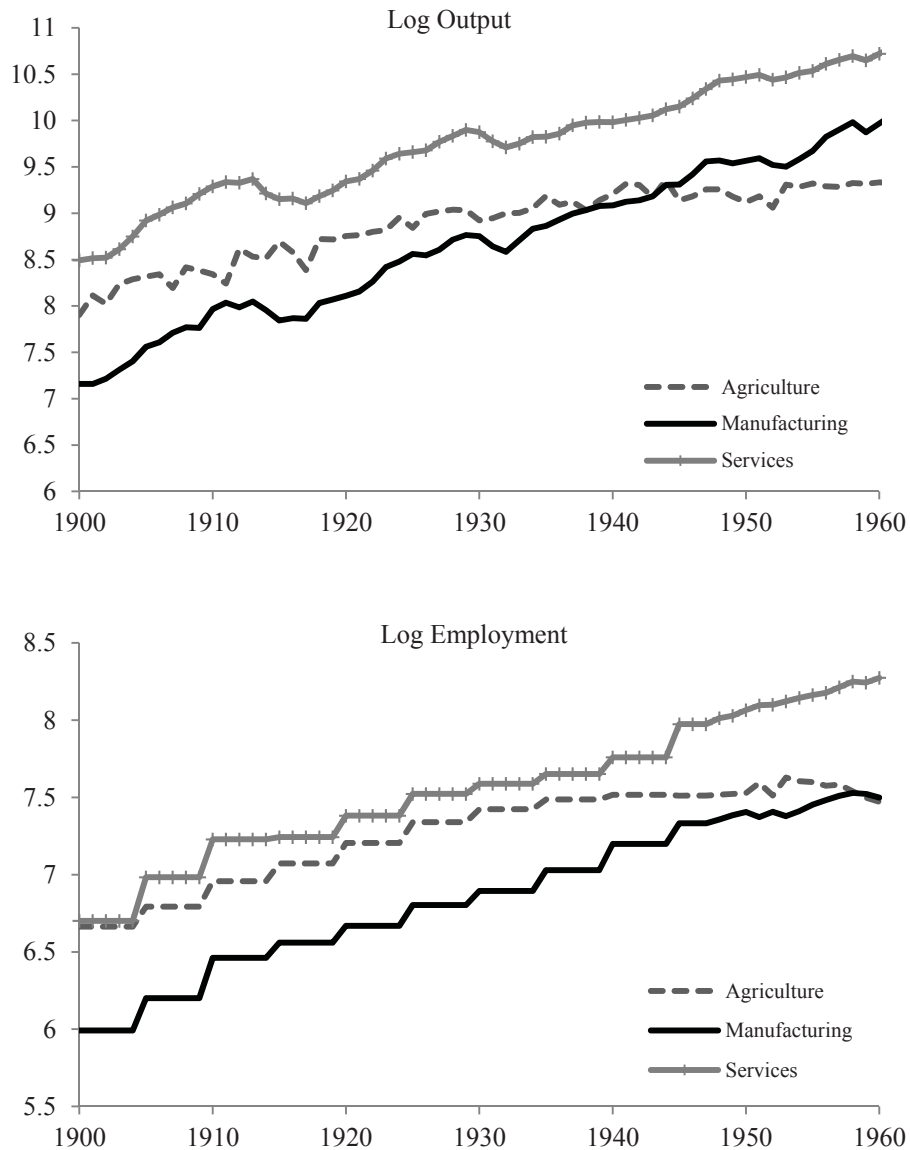 Log Output
11
10.5
10
9.5
9
8.5
8
7.5
7
6.5
6
1900 1910 1920 1930 1940 1950 1960
Agriculture
Manufacturing
Services
Log Employment
8.5
8
7.5
7
6.5
6
5.5
1900 1910 1920 1930 1940 1950 1960
Agriculture
Manufacturing
Services